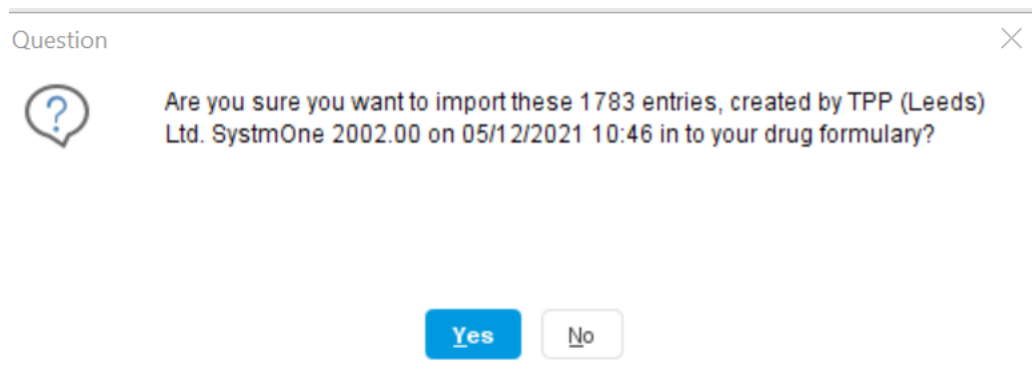 Question
Are you sure you want to import these 1783 entries, created by TPP (Leeds)
Ltd. SystmOne 2002.00 on 05/12/2021 10:46 in to your drug formulary?
Yes No